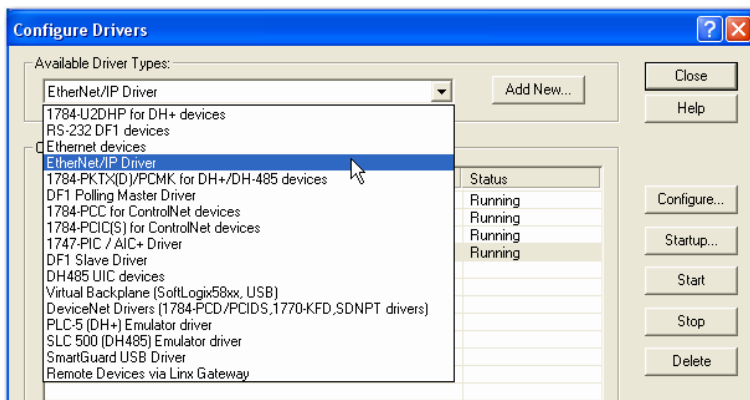 Configure Drivers
Available Driver Types:
EtherNet/IP Driver
Add New...
Close
Help
1784-U2DHP for DH+ devices
RS-232 DF1 devices
Ethernet devices
EtherNet/IP Driver
1784-PKTX(D)/PCMK for DH+/DH-485 devices
DF1 Polling Master Driver
1784-PCC for ControlNet devices
1784-PCIC(S) for ControlNet devices
1747-PIC / AIC+ Driver
DF1 Slave Driver
DH485 UIC devices
Virtual Backplane (SoftLogix58xx, USB)
DeviceNet Drivers (1784-PCD/PCIDS,1770-KFD,SDNPT drivers)
PLC-5 (DH+) Emulator driver
SLC 500 (DH485) Emulator driver
SmartGuard USB Driver
Remote Devices via Linx Gateway
Status
Running
Running
Running
Running
Configure...
Startup...
Start
Stop
Delete